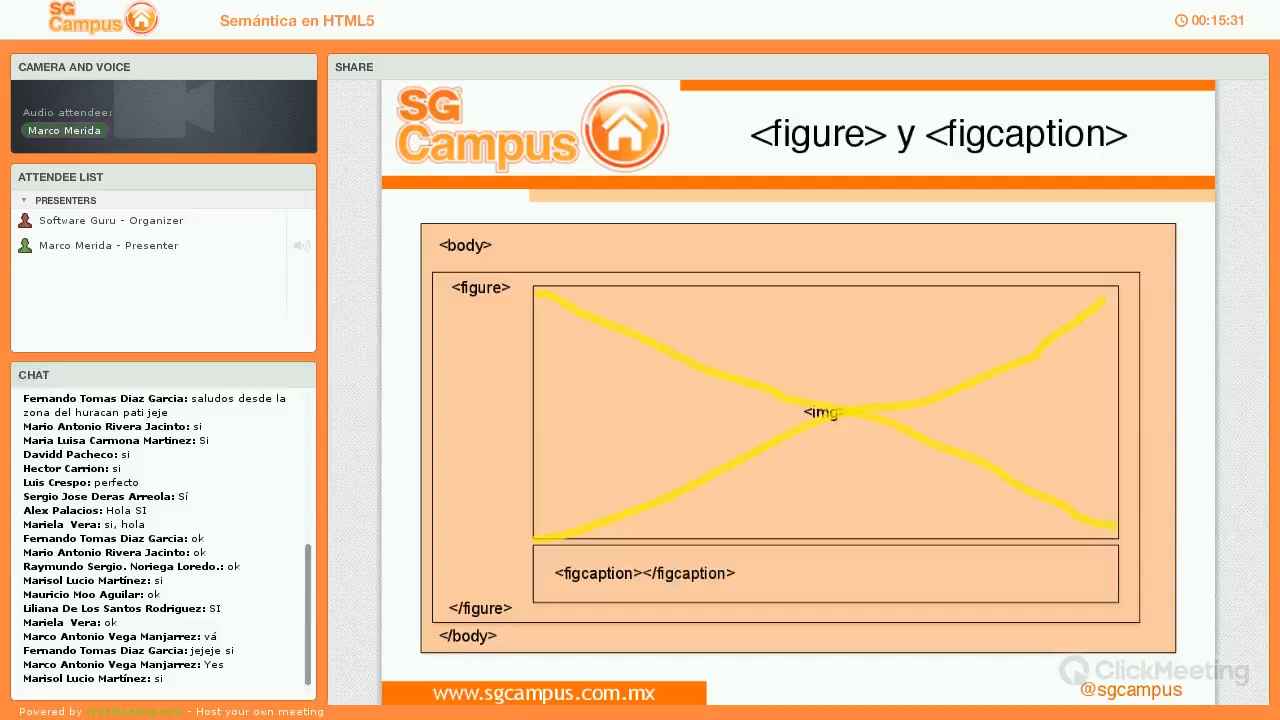 SG Campus
Semántica en HTML5
00:15:31
CAMERA AND VOICE
Audio attendee:
Marco Merida
ATTENDEE LIST
PRESENTERS
Software Guru - Organizer
Marco Merida - Presenter
CHAT
Fernando Tomas Diaz Garcia: saludos desde la
zona del huracan pati jeje
Mario Antonio Rivera Jacinto: si
Maria Luisa Carmona Martinez: Si
Davidd Pacheco: si
Hector Carrion: si
Luis Crespo: perfecto
Sergio Jose Deras Arreola: Sí
Alex Palacios: Hola SI
Mariela Vera: si, hola
Fernando Tomas Diaz Garcia: ok
Mario Antonio Rivera Jacinto: ok
Raymundo Sergio. Noriega Loredo.: ok
Marisol Lucio Martínez: si
Mauricio Moo Aguilar: ok
Liliana De Los Santos Rodriguez: SI
Mariela Vera: ok
Marco Antonio Vega Manjarrez: vá
Fernando Tomas Diaz Garcia: jejeje si
Marco Antonio Vega Manjarrez: Yes
Marisol Lucio Martínez: si
Powered by ClickMeeting.com - Host your own meeting
SHARE
SG
Campus
<figure> y <figcaption>
<body>
<figure>
<img>
<figcaption></figcaption>
</figure>
</body>
www.sgcampus.com.mx
ClickMeeting
@sgcampus